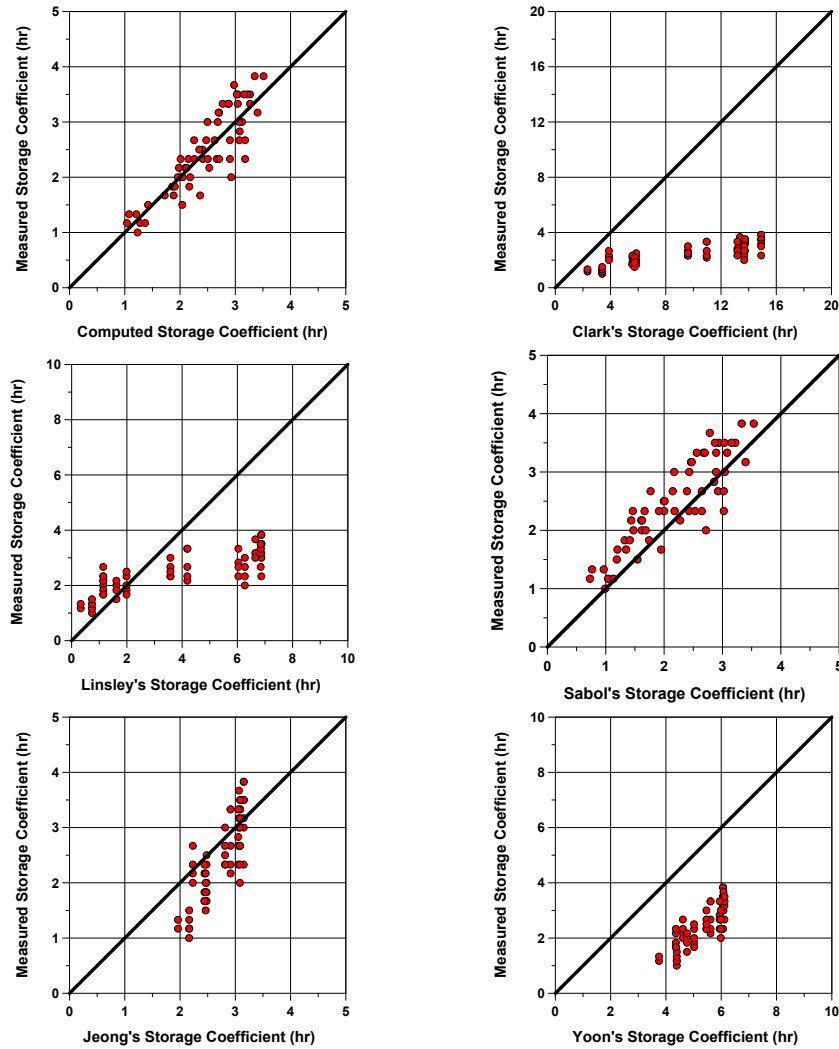 Measured Storage Coefficient (hr)
5
4
3
2
1
0
0 1 2 3 4 5
Computed Storage Coefficient (hr)
Measured Storage Coefficient (hr)
20
16
12
8
4
0
0 4 8 12 16 20
Clark's Storage Coefficient (hr)
Measured Storage Coefficient (hr)
10
8
6
4
2
0
0 2 4 6 8 10
Linsley's Storage Coefficient (hr)
Measured Storage Coefficient (hr)
5
4
3
2
1
0
0 1 2 3 4 5
Sabol's Storage Coefficient (hr)
Measured Storage Coefficient (hr)
5
4
3
2
1
0
0 1 2 3 4 5
Jeong's Storage Coefficient (hr)
Measured Storage Coefficient (hr)
10
8
6
4
2
0
0 2 4 6 8 10
Yoon's Storage Coefficient (hr)